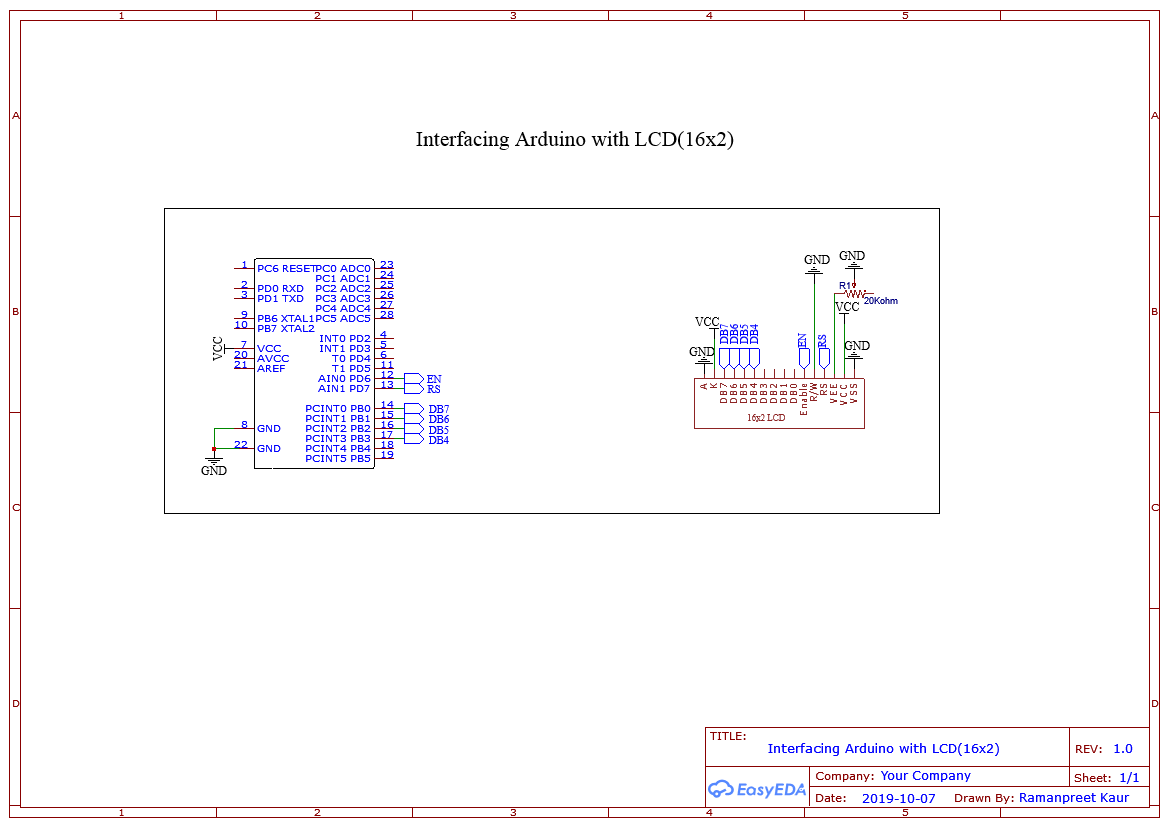 1 2 3 4 5
A A
B B
C C
D D
Interfacing Arduino with LCD(16x2)
1 PC6 RESET PC0 ADC0 23
PC1 ADC1 24
2 PD0 RXD PC2 ADC2 25
3 PD1 TXD PC3 ADC3 26
PC4 ADC4 27
9 PB6 XTAL1 PC5 ADC5 28
10 PB7 XTAL2
INT0 PD2 4
VCC 7 VCC INT1 PD3 5
20 AVCC T0 PD4 6
21 AREF T1 PD5 11
AIN0 PD6 12 EN
AIN1 PD7 13 RS
PCINT0 PB0 14 DB7
PCINT1 PB1 15 DB6
8 GND PCINT2 PB2 16 DB5
PCINT3 PB3 17 DB4
22 GND PCINT4 PB4 18
PCINT5 PB5 19
GND
GND GND
R1
20Kohm
VCC VCC
DB7 DB6 DB5 DB4 EN RS
GND GND
A K DB7 DB6 DB5 DB4 DB3 DB2 DB1 DB0 Enable R/W RS VEE VCC VSS
16x2 LCD
TITLE:
Interfacing Arduino with LCD(16x2)
REV: 1.0
EasyEDA
Company: Your Company
Sheet: 1/1
Date: 2019-10-07 Drawn By: Ramanpreet Kaur
1 2 3 4 5